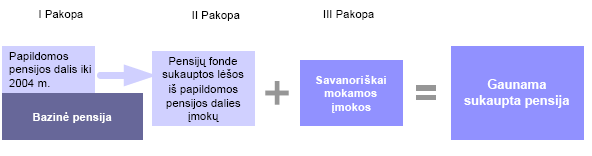 I Pakopa
II Pakopa
III Pakopa
Papildomos
pensijos dalis iki
2004 m.
Bazinė pensija
Pensijų fonde
sukauptos lėšos
iš papildomos
pensijos dalies
įmokų
+
Savanoriškai
mokamos
įmokos
=
Gaunama
sukaupta pensija